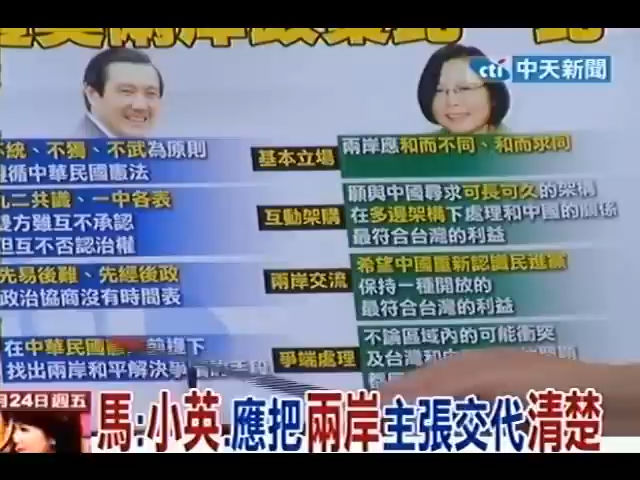 cti 中天新聞
不統、不獨、不武為原則
遵循中華民國憲法
基本立場
兩岸應和而不同、和而求同
九二共識、一中各表
雙方雖互不承認
但互不否認治權
互動架購
願與中國尋求可長可久的架構
在多邊架構下處理和中國的關係
最符合台灣的利益
先易後難、先經後政
政治協商沒有時間表
兩岸交流
希望中國重新認識民進黨
保持一種開放的
最符合台灣的利益
在中華民國
前提下
找出兩岸和平解決爭
爭端處理
不論區域內的可能衝突
及台灣和中
月24日週五
馬:小英.應把兩岸主張交代清楚